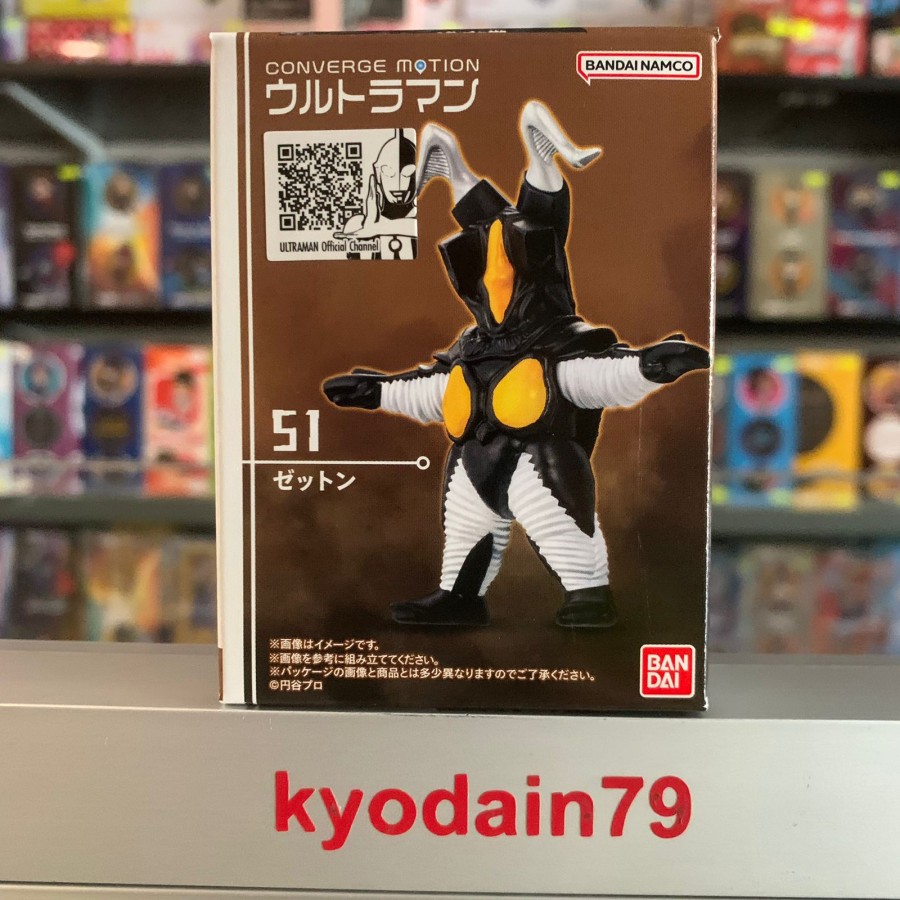 CONVERGE MOTION
ウルトラマン
BANDAI NAMCO
ULTRAMAN Official Channel
51
ゼットン
※画像はイメージです。
※画像を参考に組み立ててください。
※パッケージの画像と商品とは多少異なりますのでご了承ください。
©円谷プロ
BAN
DAI
kyodain79